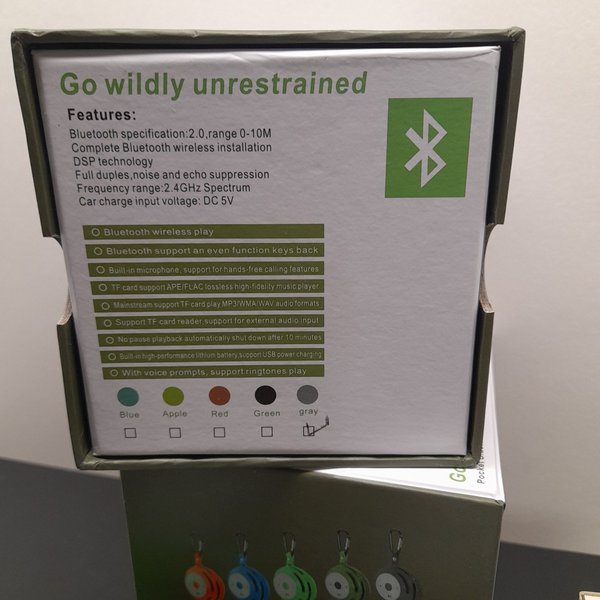 Go wildly unrestrained
Features:
Bluetooth specification:2.0,range 0-10M
Complete Bluetooth wireless installation
DSP technology
Full duples,noise and echo suppression
Frequency range:2.4GHz Spectrum
Car charge input voltage: DC 5V
Bluetooth wireless play
Bluetooth support an even function keys back
Built-in microphone, support for hands-free calling features
TF card support APE/FLAC lossless high-fidelity music player
Mainstream support TF card play MP3/WMA/WAV audio formats
Support TF card reader,support for external audio input
No pause playback automatically shut down after 10 minutes
Built-in high-performance lithium battery,support USB power charging
With voice prompts, support ringtones play
Blue Apple Red Green gray
Go
Pocket